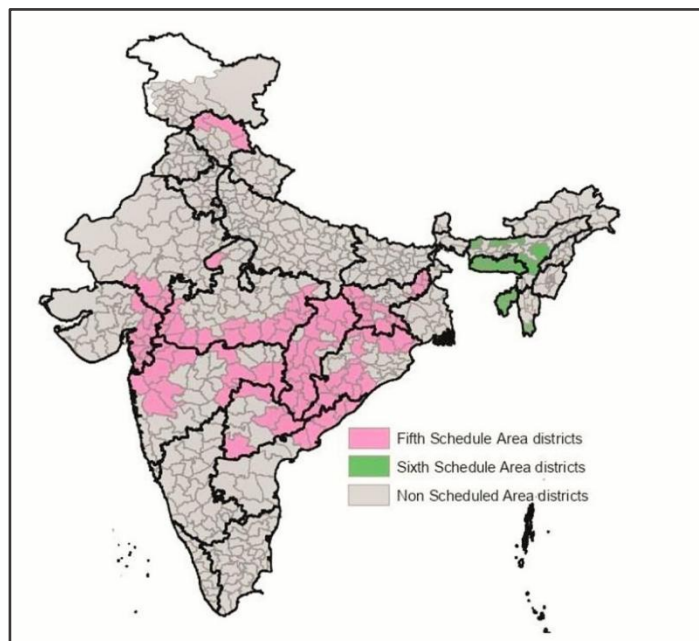 Fifth Schedule Area districts
Sixth Schedule Area districts
Non Scheduled Area districts